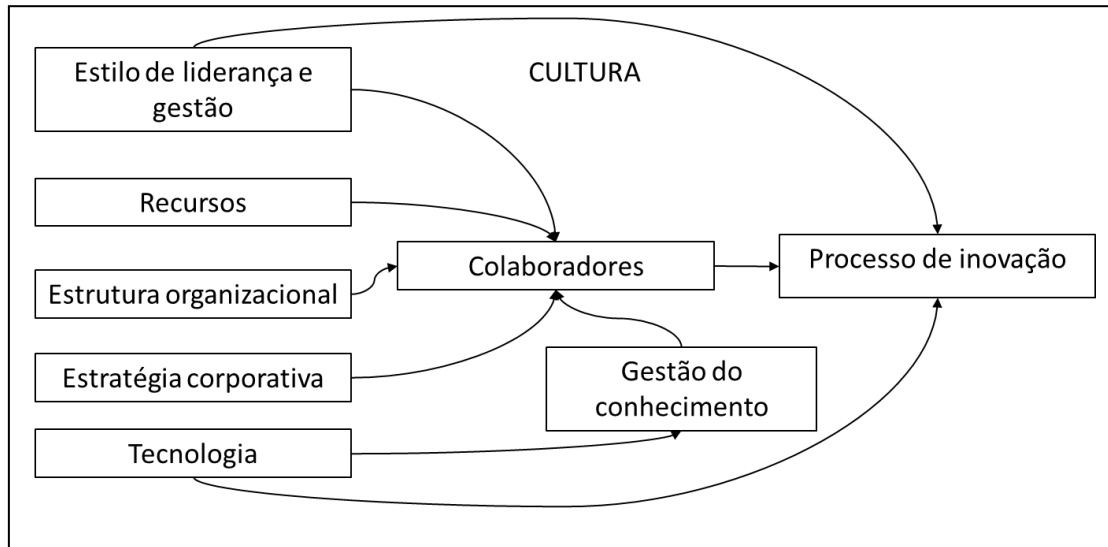 Estilo de liderança e
gestão
CULTURA
Recursos
Colaboradores
Processo de inovação
Estrutura organizacional
Estratégia corporativa
Gestão do
conhecimento
Tecnologia